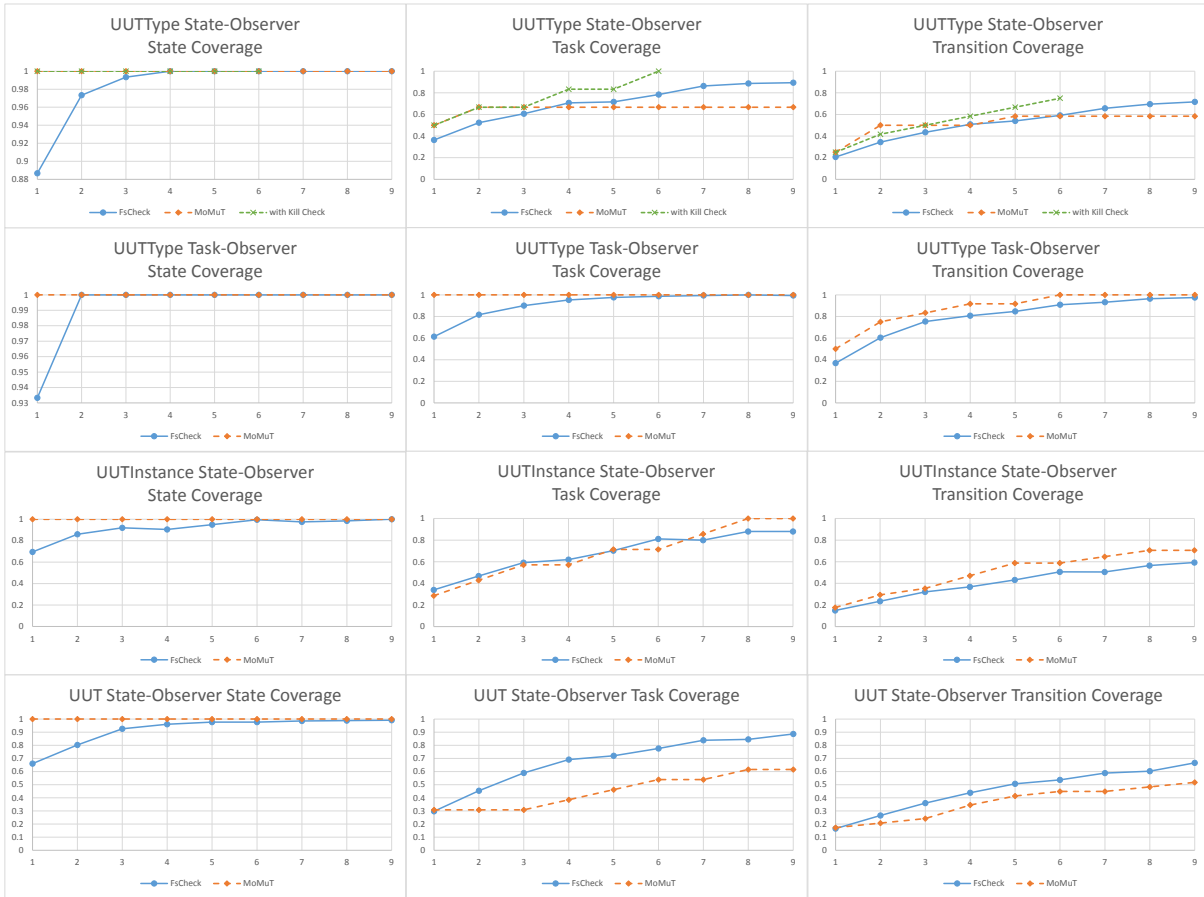 UUTType State-Observer
State Coverage
1
0.98
0.96
0.94
0.92
0.9
0.88
1 2 3 4 5 6 7 8 9
FsCheck MoMuT with Kill Check
UUTType State-Observer
Task Coverage
1
0.8
0.6
0.4
0.2
0
1 2 3 4 5 6 7 8 9
FsCheck MoMuT with Kill Check
UUTType State-Observer
Transition Coverage
1
0.8
0.6
0.4
0.2
0
1 2 3 4 5 6 7 8 9
FsCheck MoMuT with Kill Check
UUTType Task-Observer
State Coverage
1
0.99
0.98
0.97
0.96
0.95
0.94
0.93
1 2 3 4 5 6 7 8 9
FsCheck MoMuT
UUTType Task-Observer
Task Coverage
1
0.8
0.6
0.4
0.2
0
1 2 3 4 5 6 7 8 9
FsCheck MoMuT
UUTType Task-Observer
Transition Coverage
1
0.8
0.6
0.4
0.2
0
1 2 3 4 5 6 7 8 9
FsCheck MoMuT
UUTInstance State-Observer
State Coverage
1
0.8
0.6
0.4
0.2
0
1 2 3 4 5 6 7 8 9
FsCheck MoMuT
UUTInstance State-Observer
Task Coverage
1
0.8
0.6
0.4
0.2
0
1 2 3 4 5 6 7 8 9
FsCheck MoMuT
UUTInstance State-Observer
Transition Coverage
1
0.8
0.6
0.4
0.2
0
1 2 3 4 5 6 7 8 9
FsCheck MoMuT
UUT State-Observer State Coverage
1
0.9
0.8
0.7
0.6
0.5
0.4
0.3
0.2
0.1
0
1 2 3 4 5 6 7 8 9
FsCheck MoMuT
UUT State-Observer Task Coverage
1
0.9
0.8
0.7
0.6
0.5
0.4
0.3
0.2
0.1
0
1 2 3 4 5 6 7 8 9
FsCheck MoMuT
UUT State-Observer Transition Coverage
1
0.9
0.8
0.7
0.6
0.5
0.4
0.3
0.2
0.1
0
1 2 3 4 5 6 7 8 9
FsCheck MoMuT